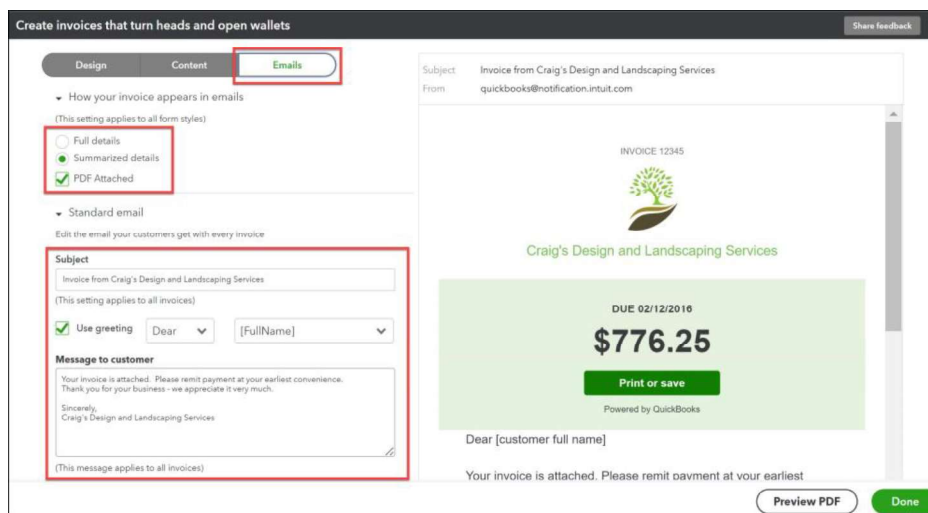 Create invoices that turn heads and open wallets
Share feedback
Design Content Emails
How your invoice appears in emails
(This setting applies to all form styles)
Full details
Summarized details
PDF Attached
Standard email
Edit the email your customers get with every invoice
Subject
Invoice from Craig's Design and Landscaping Services
(This setting applies to all invoices)
Use greeting Dear [FullName]
Message to customer
Your invoice is attached. Please remit payment at your earliest convenience.
Thank you for your business - we appreciate it very much.
Sincerely,
Craig's Design and Landscaping Services
(This message applies to all invoices)
Subject Invoice from Craig's Design and Landscaping Services
From quickbooks@notification.intuit.com
INVOICE 12345
Craig's Design and Landscaping Services
DUE 02/12/2016
$776.25
Print or save
Powered by QuickBooks
Dear [customer full name]
Your invoice is attached. Please remit payment at your earliest
Preview PDF
Done